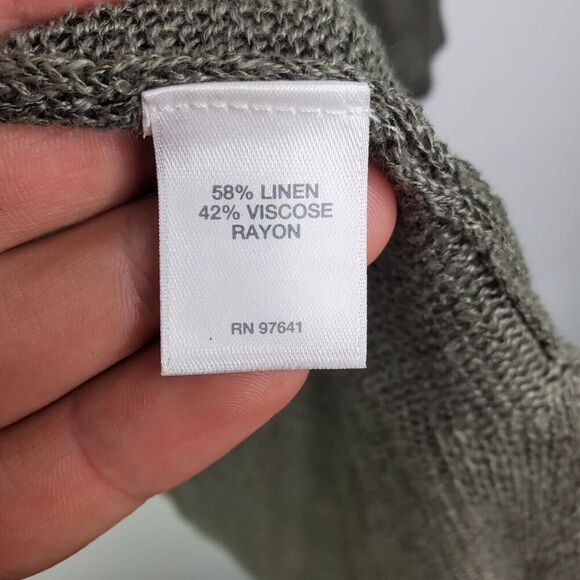 58% LINEN
42% VISCOSE
RAYON
RN 97641